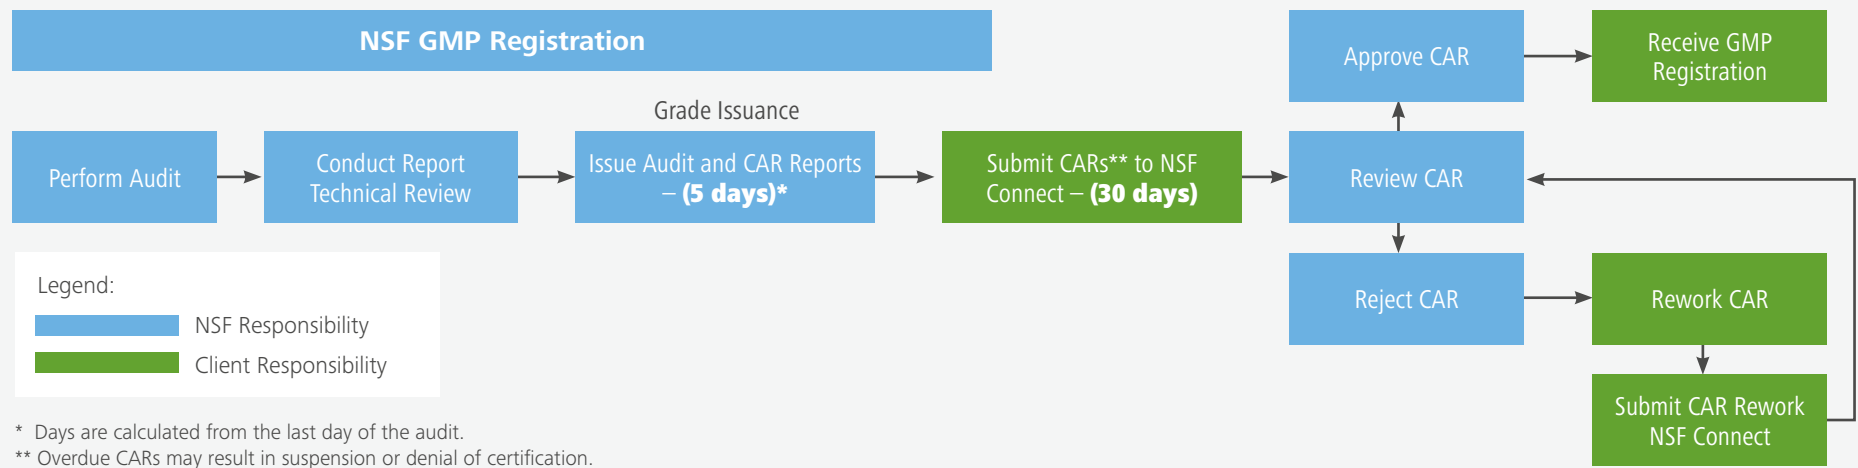 NSF GMP Registration
Approve CAR
Receive GMP
Registration
Grade Issuance
Perform Audit
Conduct Report
Technical Review
Issue Audit and CAR Reports
– (5 days)*
Submit CARs** to NSF
Connect – (30 days)
Review CAR
Reject CAR
Rework CAR
Submit CAR Rework
NSF Connect
Legend:
NSF Responsibility
Client Responsibility
* Days are calculated from the last day of the audit.
** Overdue CARs may result in suspension or denial of certification.